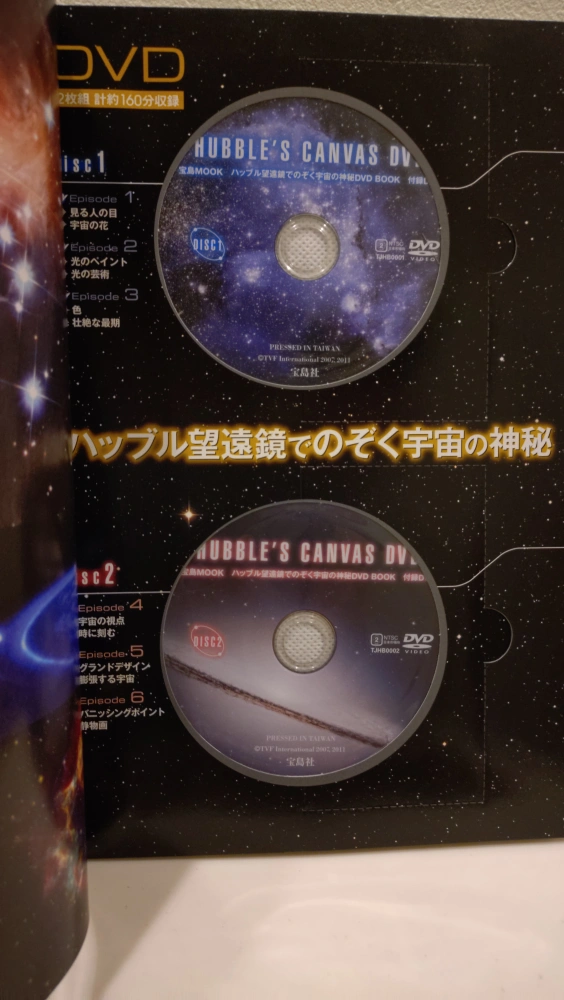 DVD
2枚組 計約160分収録
isc1
Episode 1
見る人の目
宇宙の花
Episode 2
光のペイント
光の芸術
Episode 3
色
壮絶な最期
HUBBLE'S CANVAS DV
宝島MOOK ハッブル望遠鏡でのぞく宇宙の神秘DVD BOOK 付録D
DISC1
2 NTSC
DVD
VIDEO
TJHB0001
PRESSED IN TAIWAN
©TVF International 2007,2011
宝島社
ハッブル望遠鏡でのぞく宇宙の神秘
sc2
Episode 4
宇宙の視点
時に刻む
Episode 5
グランドデザイン
膨張する宇宙
Episode 6
バニッシングポイント
静物画
HUBBLE'S CANVAS DV
宝島MOOK ハッブル望遠鏡でのぞく宇宙の神秘DVD BOOK 付録D
DISC2
2 NTSC
DVD
VIDEO
TJHB0002
PRESSED IN TAIWAN
©TVF International 2007,2011
宝島社